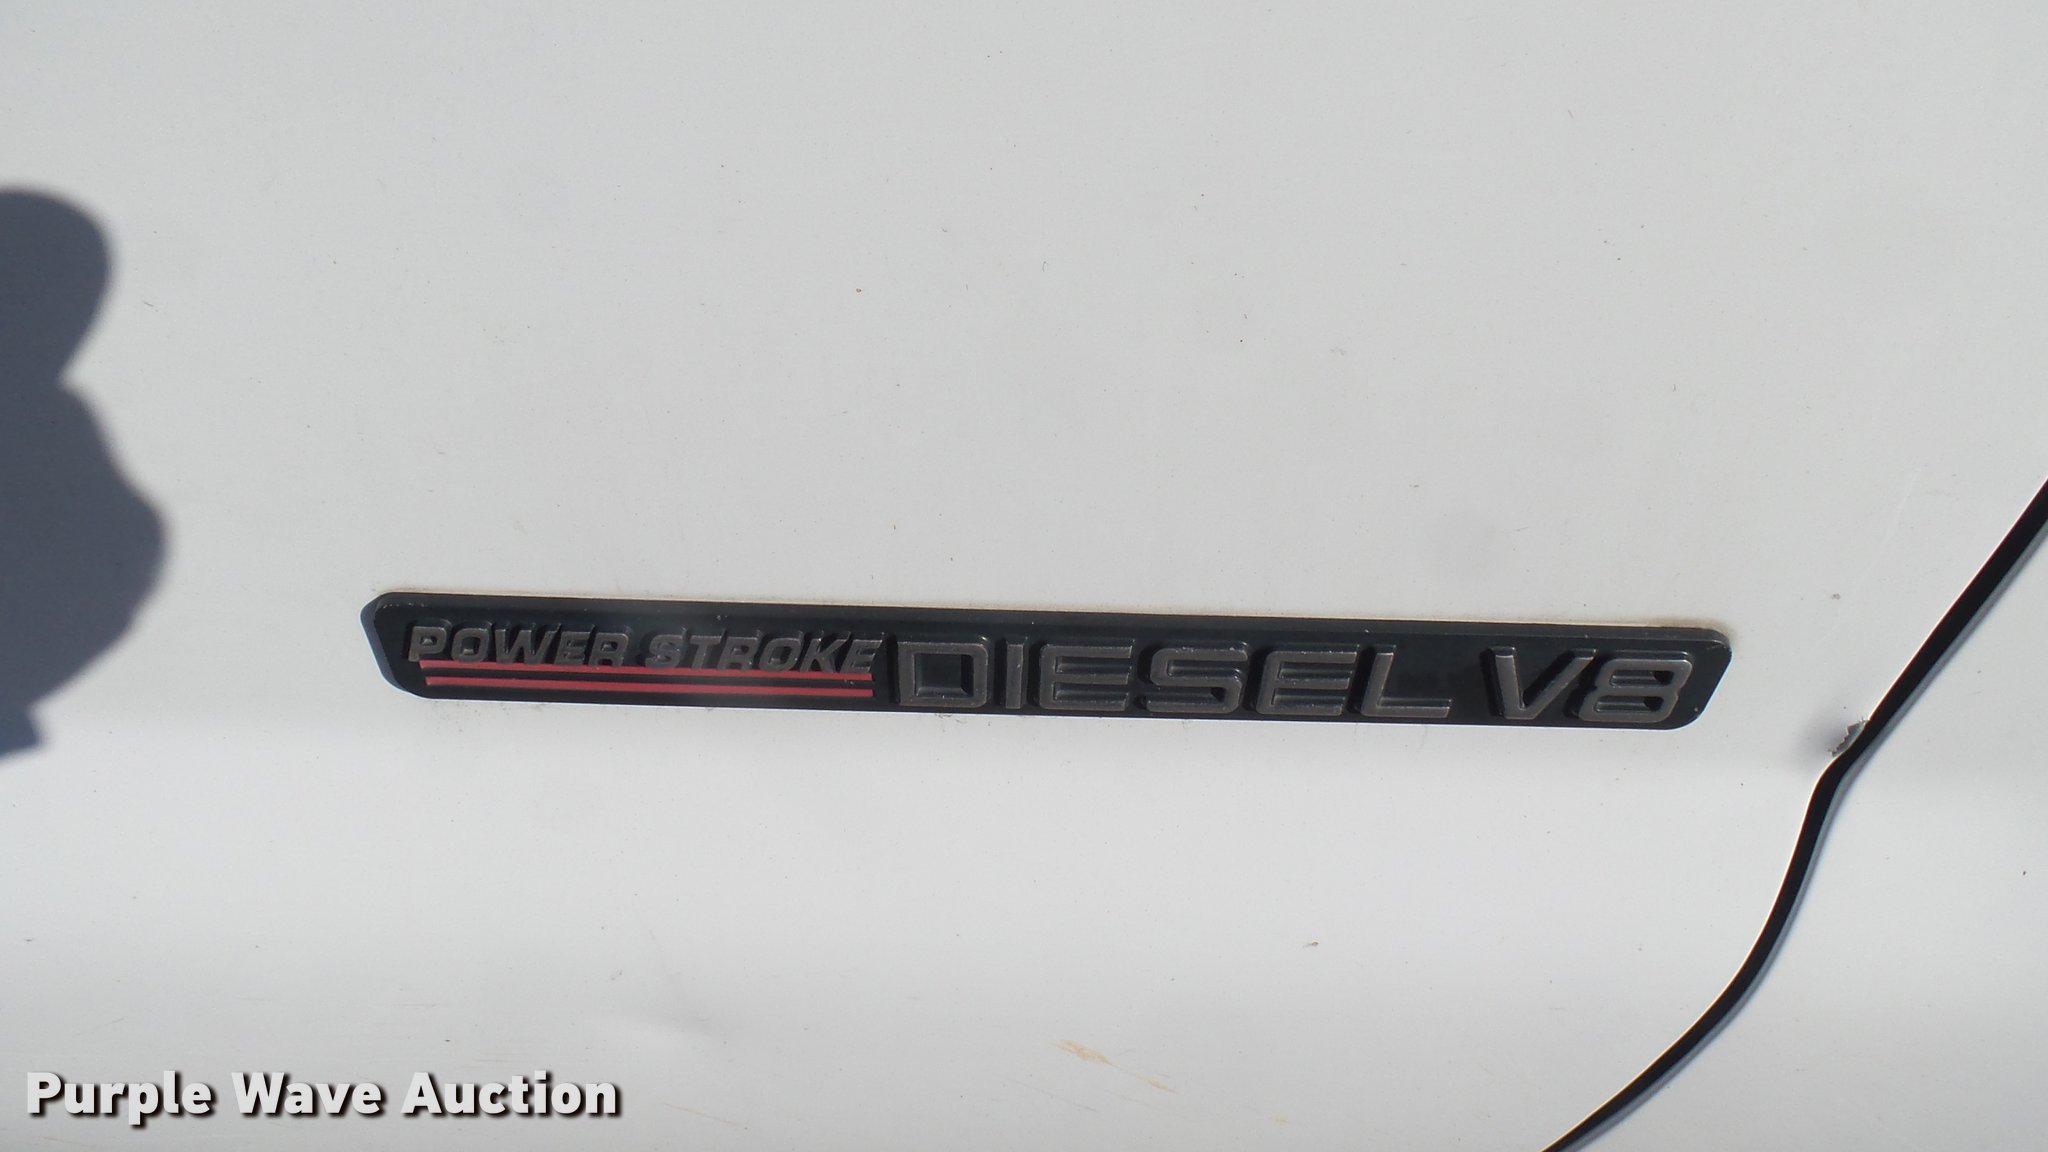 POWER STROKE DIESEL V8
Purple Wave Auction